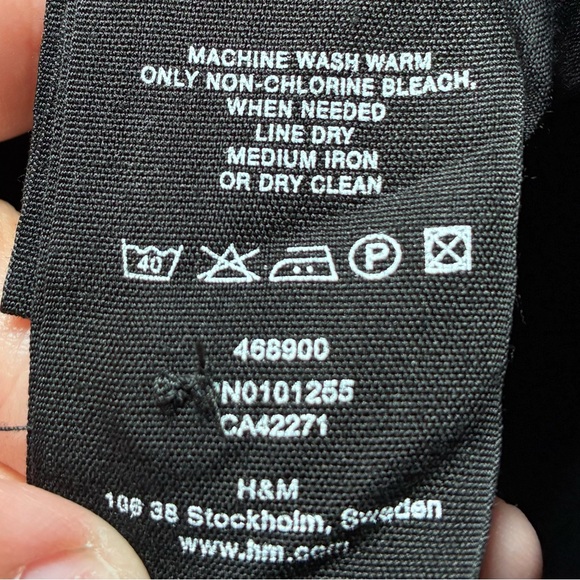 MACHINE WASH WARM
ONLY NON-CHLORINE BLEACH,
WHEN NEEDED
LINE DRY
MEDIUM IRON
OR DRY CLEAN
40 P
468900
N0101255
CA42271
H&M
106 38 Stockholm, Sweden
www.hm.com